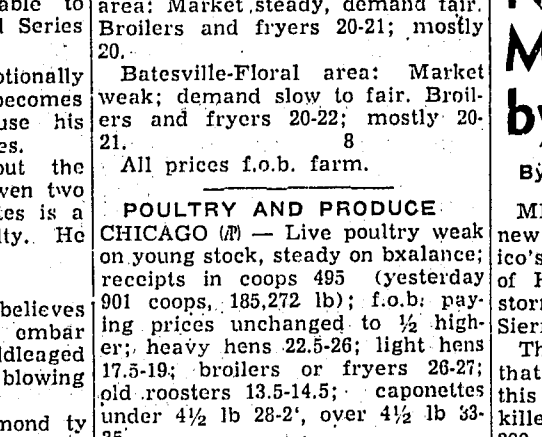 able to
l Series
otionally
becomes
use his
es.
out the
ven two
tes is a
lty. He
believes
embar
ddleaged
blowing
mond ty
area: Market steady, demand fair.
Broilers and fryers 20-21; mostly
20.
Batesville-Floral area: Market
weak; demand slow to fair. Broil-
ers and fryers 20-22; mostly 20-
21. 8
All prices f.o.b. farm.
POULTRY AND PRODUCE
CHICAGO (AP) — Live poultry weak
on young stock, steady on bxalance;
receipts in coops 495 (yesterday
901 coops, 185,272 lb); f.o.b. pay-
ing prices unchanged to ½ high-
er; heavy hens 22.5-26; light hens
17.5-19; broilers or fryers 26-27;
old roosters 13.5-14.5; caponettes
under 4½ lb 28-2', over 4½ lb 33-
M
by
By
MI
new
ico's
of H
stor
Sier
Th
that
this
kille